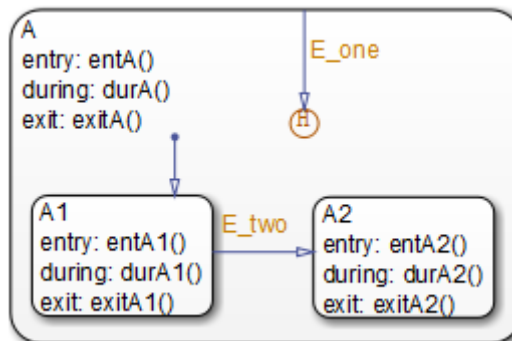 A
entry: entA()
during: durA()
exit: exitA()
E_one
H
A1
entry: entA1()
during: durA1()
exit: exitA1()
E_two
A2
entry: entA2()
during: durA2()
exit: exitA2()